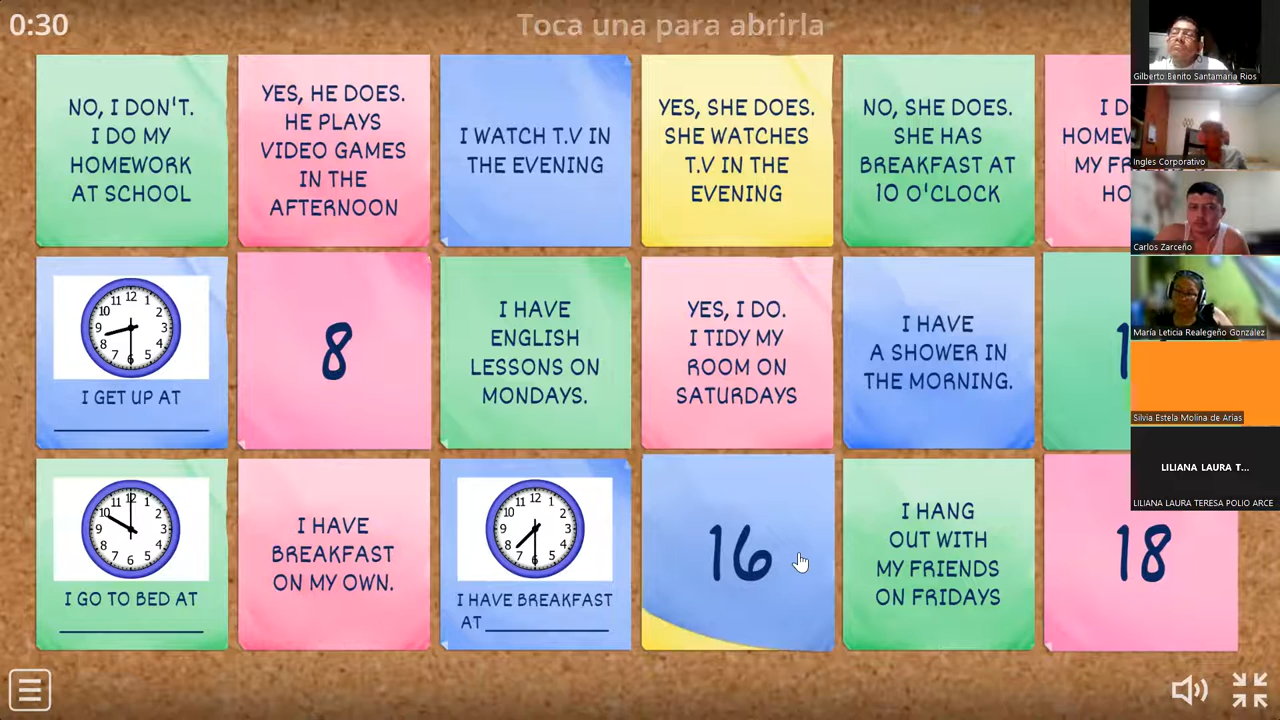 0:30
Toca una para abrirla
NO, I DON'T.
I DO MY
HOMEWORK
AT SCHOOL
YES, HE DOES.
HE PLAYS
VIDEO GAMES
IN THE
AFTERNOON
I WATCH T.V IN
THE EVENING
YES, SHE DOES.
SHE WATCHES
T.V IN THE
EVENING
NO, SHE DOES.
SHE HAS
BREAKFAST AT
10 O'CLOCK
I
MY
Gilberto Benito Santamaria Rios
Ingles Corporativo
Carlos Zarceño
María Leticia Realegeño González
Silvia Estela Molina de Arias
LILIANA LAURA T...
LILIANA LAURA TERESA POLIO ARCE
I GET UP AT
8
I HAVE
ENGLISH
LESSONS ON
MONDAYS.
YES, I DO.
I TIDY MY
ROOM ON
SATURDAYS
I HAVE
A SHOWER IN
THE MORNING.
I GO TO BED AT
I HAVE
BREAKFAST
ON MY OWN.
I HAVE BREAKFAST
AT
16
I HANG
OUT WITH
MY FRIENDS
ON FRIDAYS
18